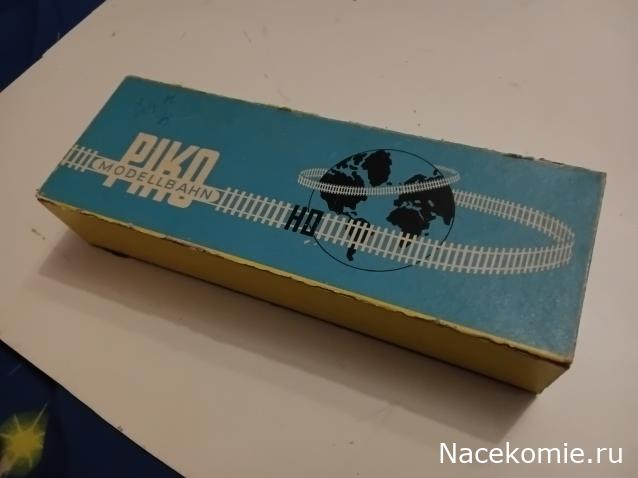 PIKO
MODELLBAHN
HO
Nacekomie.ru